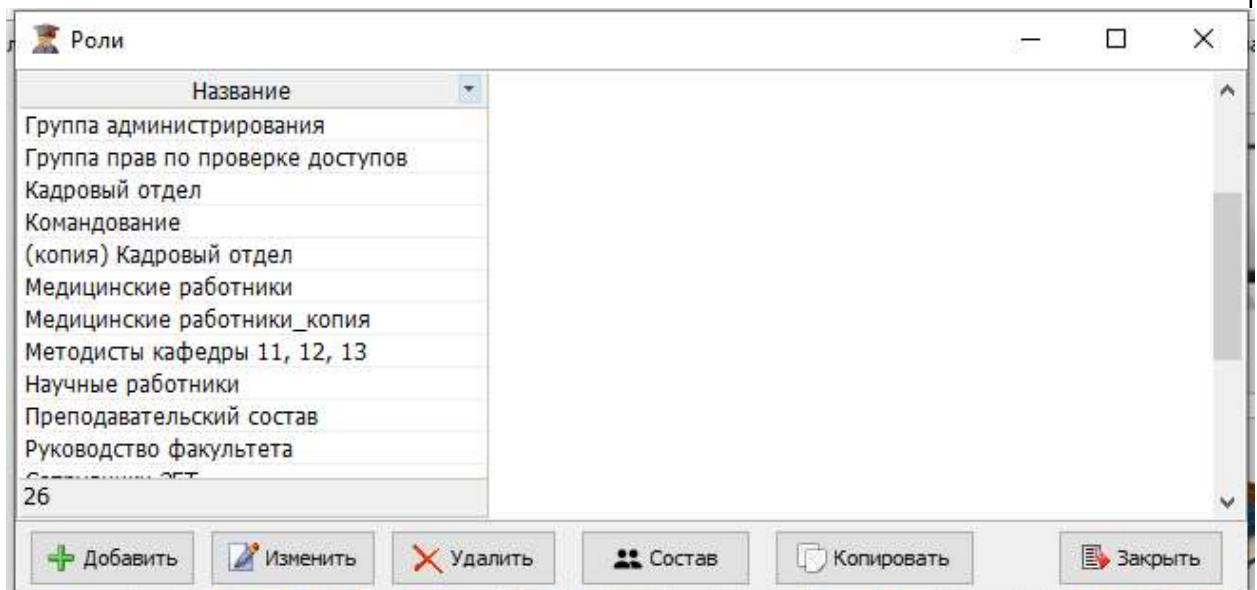 Роли
Название
Группа администрирования
Группа прав по проверке доступов
Кадровый отдел
Командование
(копия) Кадровый отдел
Медицинские работники
Медицинские работники_копия
Методисты кафедры 11, 12, 13
Научные работники
Преподавательский состав
Руководство факультета
26
Добавить
Изменить
Удалить
Состав
Копировать
Закрыть